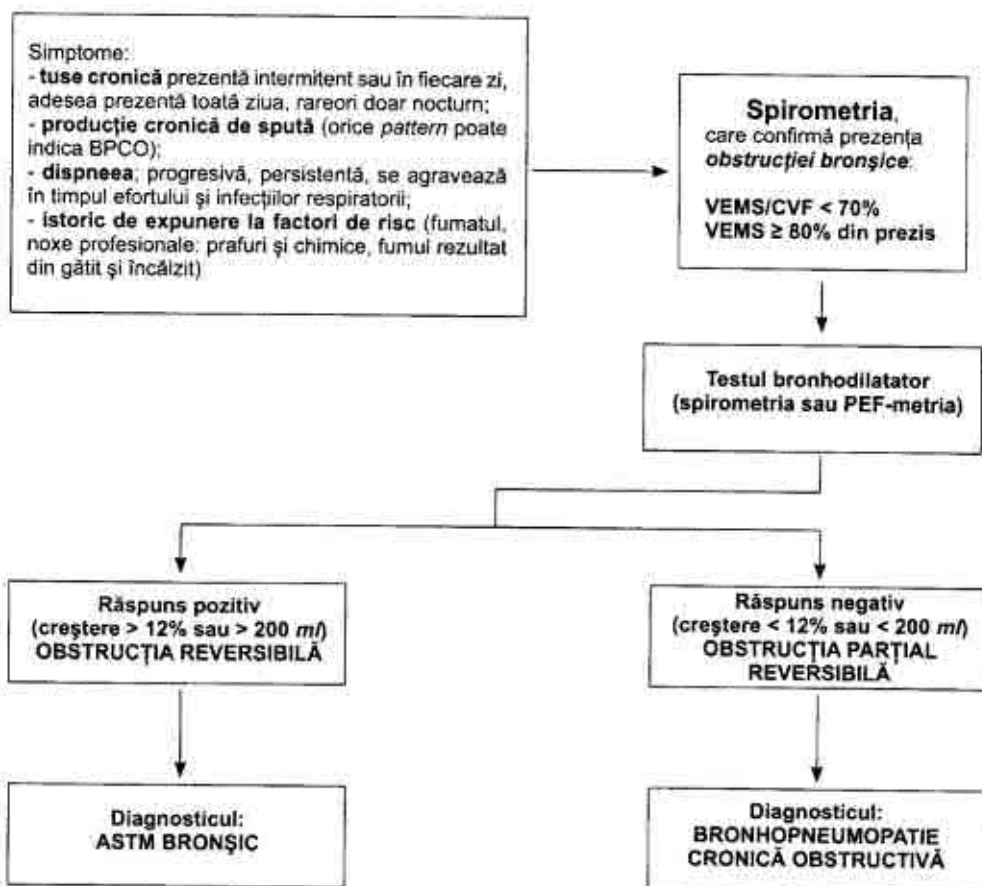 Simptome:
- tuse cronică prezentă intermitent sau în fiecare zi,
adesea prezentă toată ziua, rareori doar nocturn;
- producție cronică de spută (orice pattern poate
indica BPCO);
- dispneea; progresivă, persistentă, se agravează
în timpul efortului și infecțiilor respiratorii;
- istoric de expunere la factori de risc (fumatul,
noxe profesionale: prafuri și chimice, fumul rezultat
din gătit și încălzit)
Spirometria,
care confirmă prezența
obstrucției bronșice:
VEMS/CVF < 70%
VEMS ≥ 80% din prezis
Testul bronhodilatator
(spirometria sau PEF-metria)
Răspuns pozitiv
(creștere > 12% sau > 200 ml)
OBSTRUCȚIA REVERSIBILĂ
Răspuns negativ
(creștere < 12% sau < 200 ml)
OBSTRUCȚIA PARȚIAL
REVERSIBILĂ
Diagnosticul:
ASTM BRONȘIC
Diagnosticul:
BRONHOPNEUMOPATIE
CRONICĂ OBSTRUCTIVĂ